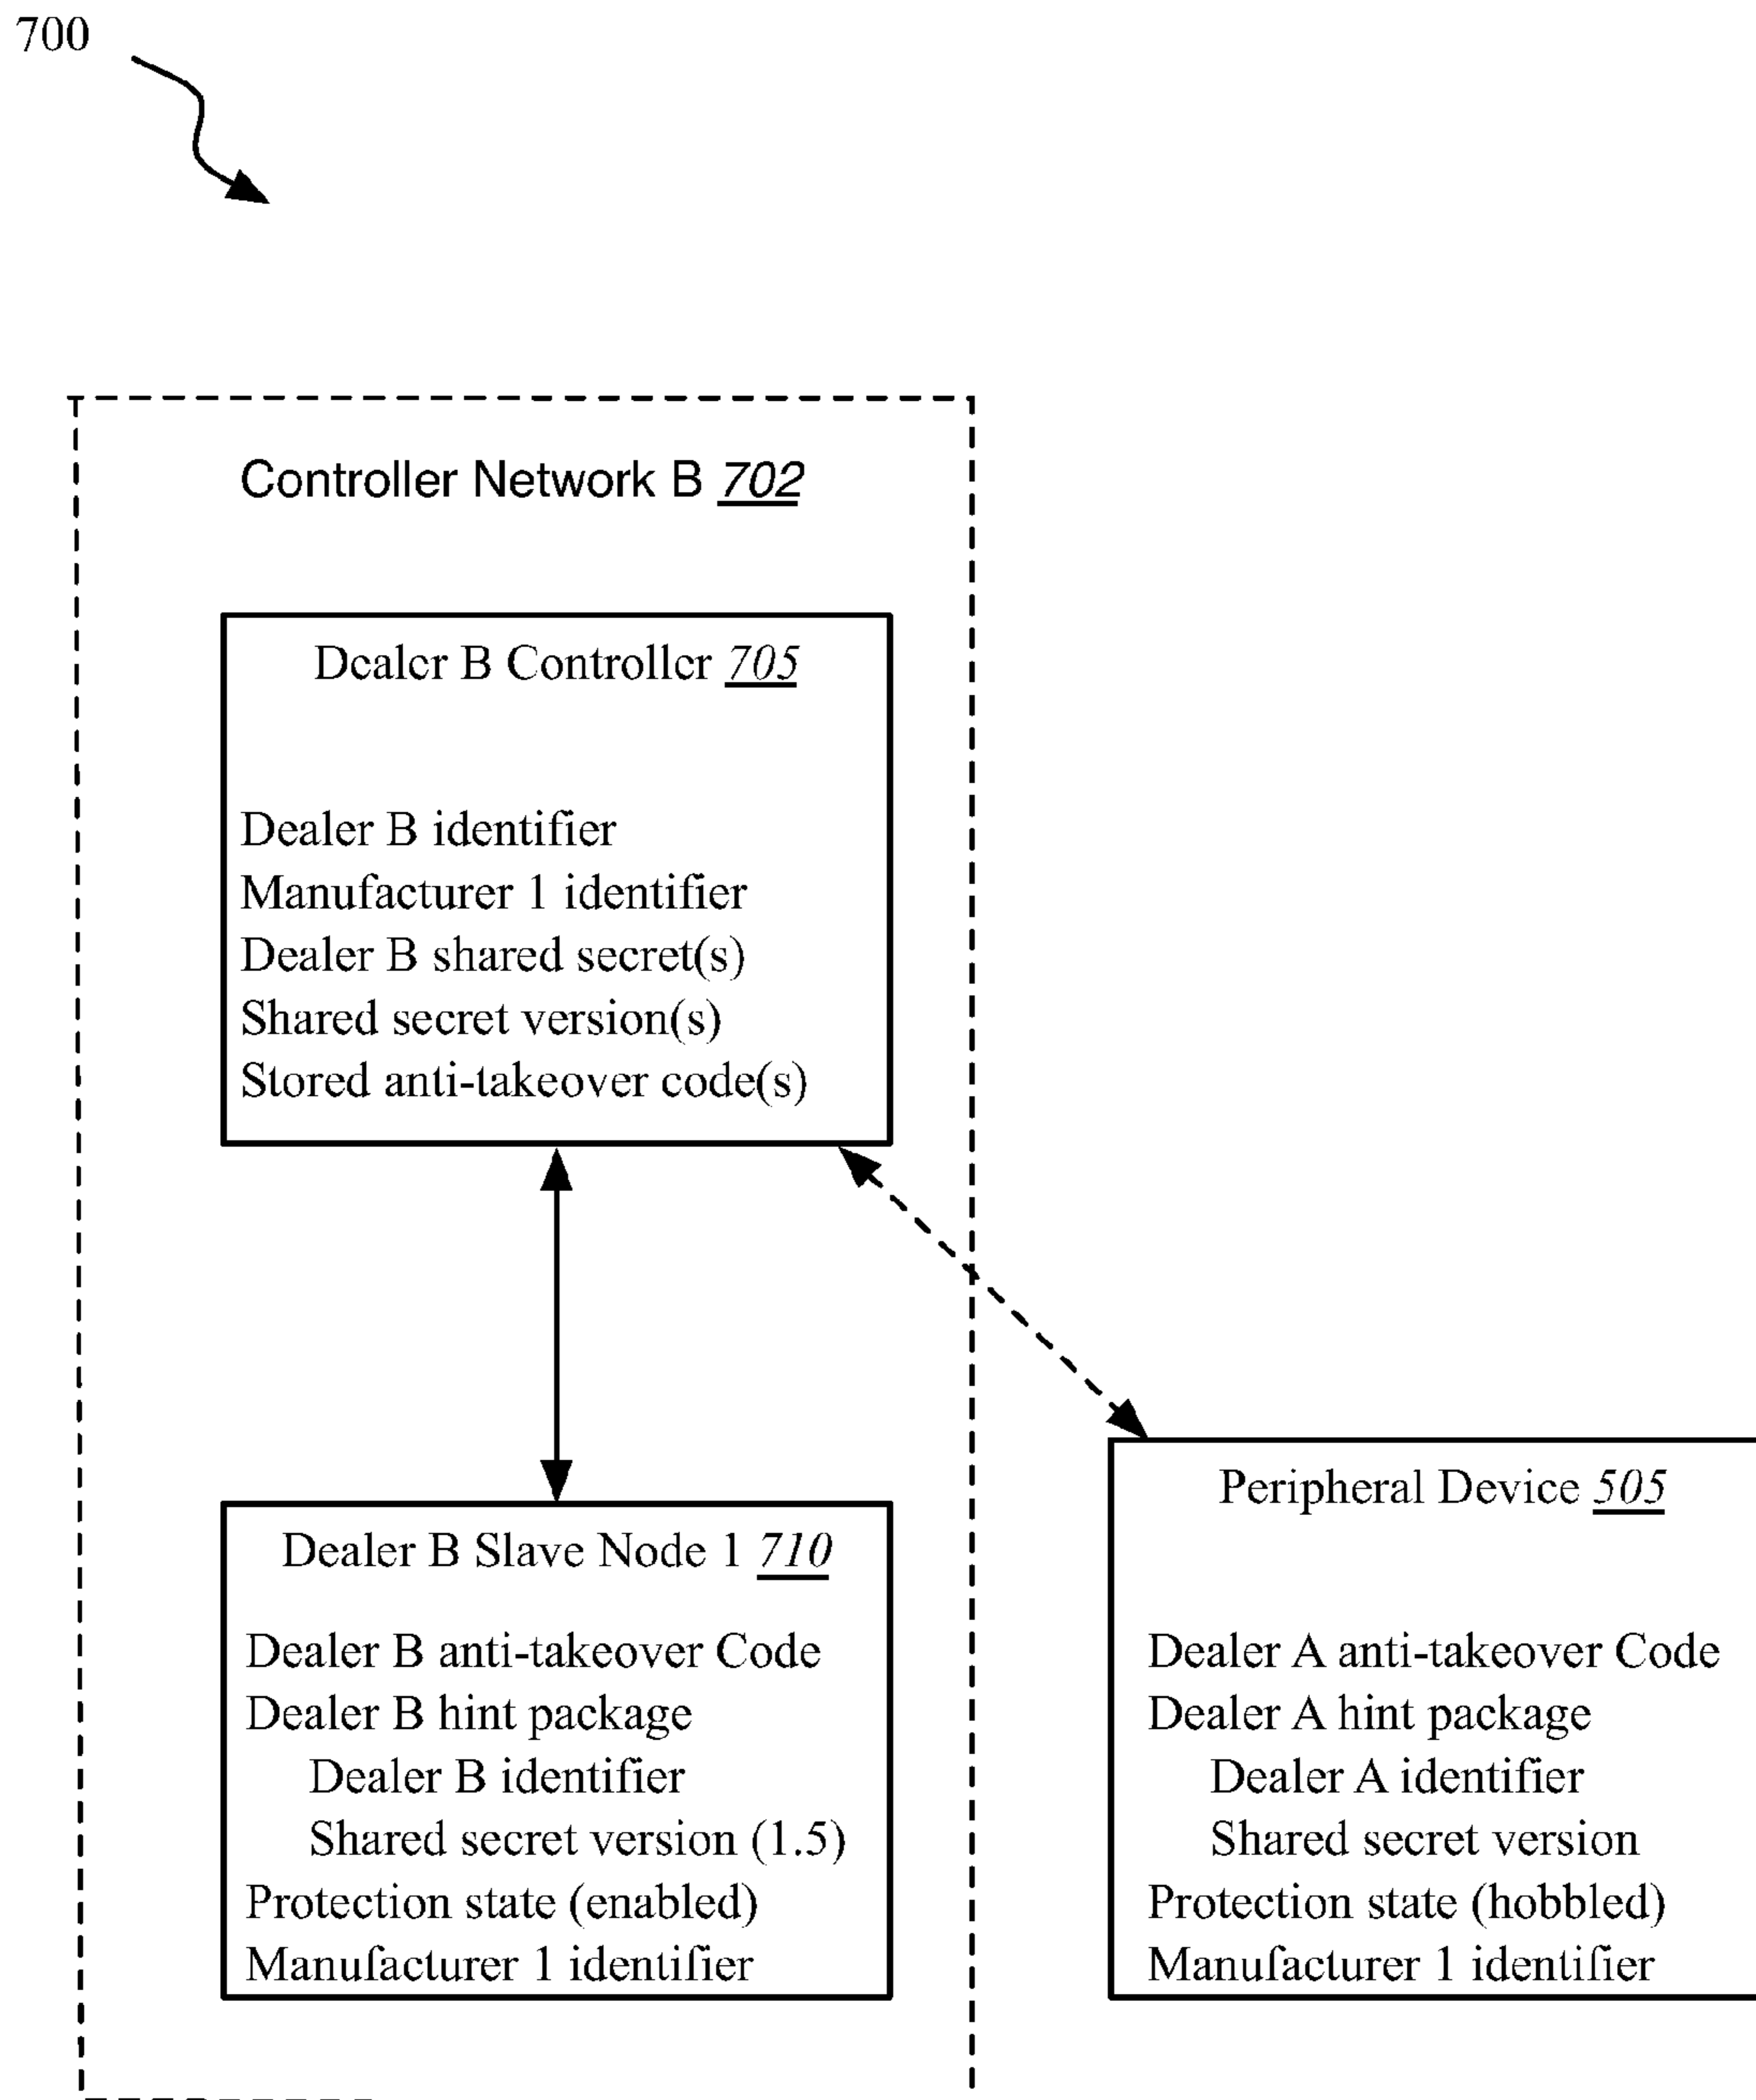 700
Controller Network B 702
Dealer B Controller 705
Dealer B identifier
Manufacturer 1 identifier
Dealer B shared secret(s)
Shared secret version(s)
Stored anti-takeover code(s)
Dealer B Slave Node 1 710
Dealer B anti-takeover Code
Dealer B hint package
Dealer B identifier
Shared secret version (1.5)
Protection state (enabled)
Manufacturer 1 identifier
Peripheral Device 505
Dealer A anti-takeover Code
Dealer A hint package
Dealer A identifier
Shared secret version
Protection state (hobbled)
Manufacturer 1 identifier